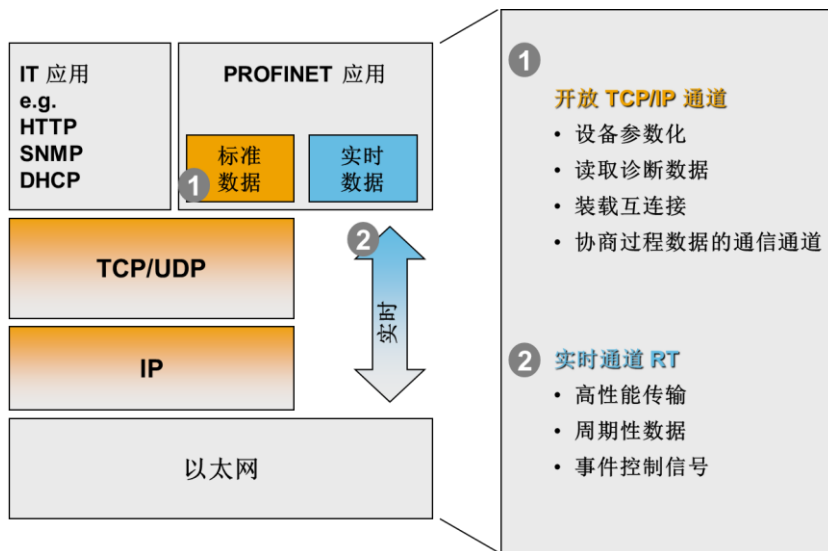 IT 应用
e.g.
HTTP
SNMP
DHCP
PROFINET 应用
标准
数据
1
实时
数据
2
实时
TCP/UDP
IP
以太网
1
开放 TCP/IP 通道
• 设备参数化
• 读取诊断数据
• 装载互连接
• 协商过程数据的通信通道
2
实时通道 RT
• 高性能传输
• 周期性数据
• 事件控制信号